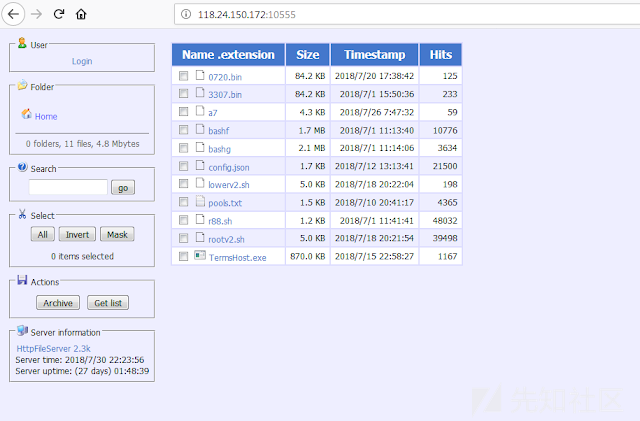 118.24.150.172:10555
User
Login
Folder
Home
0 folders, 11 files, 4.8 Mbytes
Search
go
Select
All Invert Mask
0 items selected
Actions
Archive Get list
Server information
HttpFileServer 2.3k
Server time: 2018/7/30 22:23:56
Server uptime: (27 days) 01:48:39
Name .extension Size Timestamp Hits
0720.bin 84.2 KB 2018/7/20 17:38:42 125
3307.bin 84.2 KB 2018/7/1 15:50:36 233
a7 4.3 KB 2018/7/26 7:47:32 59
bashf 1.7 MB 2018/7/1 11:13:40 10776
bashg 2.1 MB 2018/7/1 11:14:06 3634
config.json 1.7 KB 2018/7/12 13:13:41 21500
lowerv2.sh 5.0 KB 2018/7/18 20:22:04 198
pools.txt 1.5 KB 2018/7/10 20:41:17 4365
r88.sh 1.2 KB 2018/7/1 11:41:41 48032
rootv2.sh 5.0 KB 2018/7/18 20:21:54 39498
TermsHost.exe 870.0 KB 2018/7/15 22:58:27 1167
先知社区